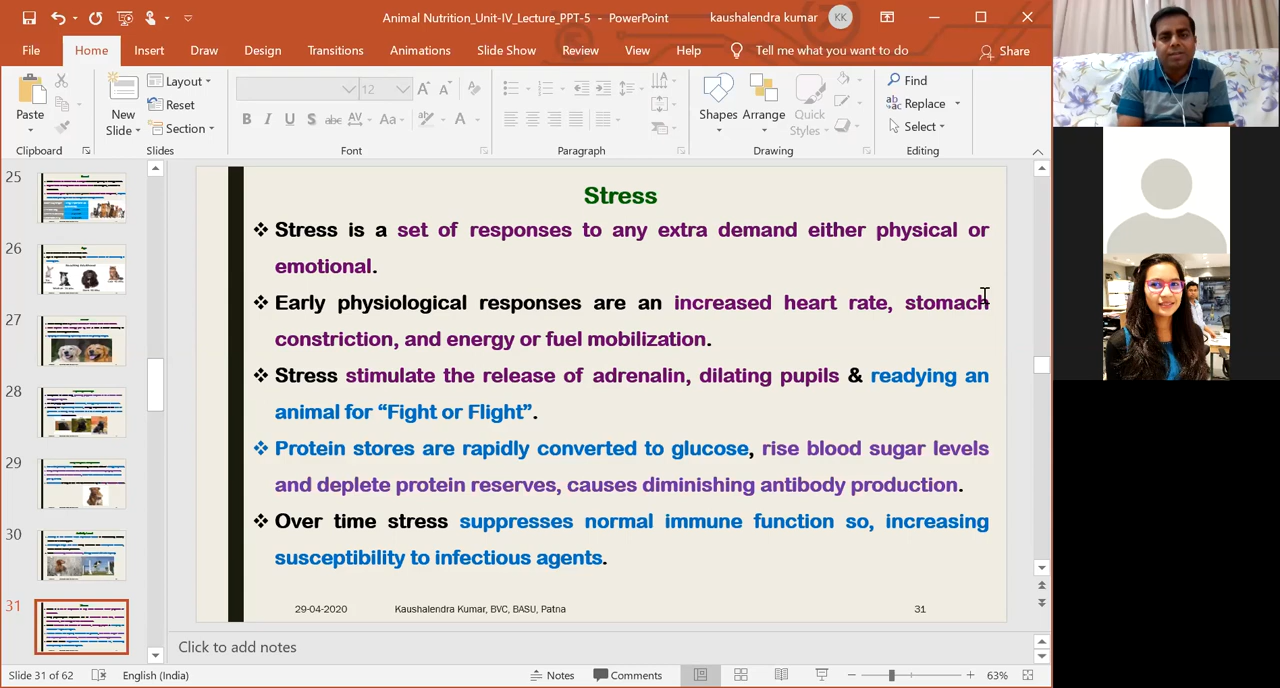 Animal Nutrition_Unit-IV_Lecture_PPT-5 - PowerPoint
kaushalendra kumar
KK
File
Home
Insert
Draw
Design
Transitions
Animations
Slide Show
Review
View
Help
Tell me what you want to do
Share
Paste
New
Slide
Layout
Reset
Section
12
A
A
B I U S abc AV Aa A
Shapes
Arrange
Quick
Styles
Find
Replace
Select
Clipboard
Slides
Font
Paragraph
Drawing
Editing
25
26
27
28
29
30
31
Stress
❖ Stress is a set of responses to any extra demand either physical or
emotional.
❖ Early physiological responses are an increased heart rate, stomach
constriction, and energy or fuel mobilization.
❖ Stress stimulate the release of adrenalin, dilating pupils & readying an
animal for “Fight or Flight”.
❖ Protein stores are rapidly converted to glucose, rise blood sugar levels
and deplete protein reserves, causes diminishing antibody production.
❖ Over time stress suppresses normal immune function so, increasing
susceptibility to infectious agents.
29-04-2020
Kaushalendra Kumar, BVC, BASU, Patna
31
Click to add notes
Slide 31 of 62
English (India)
Notes
Comments
63%